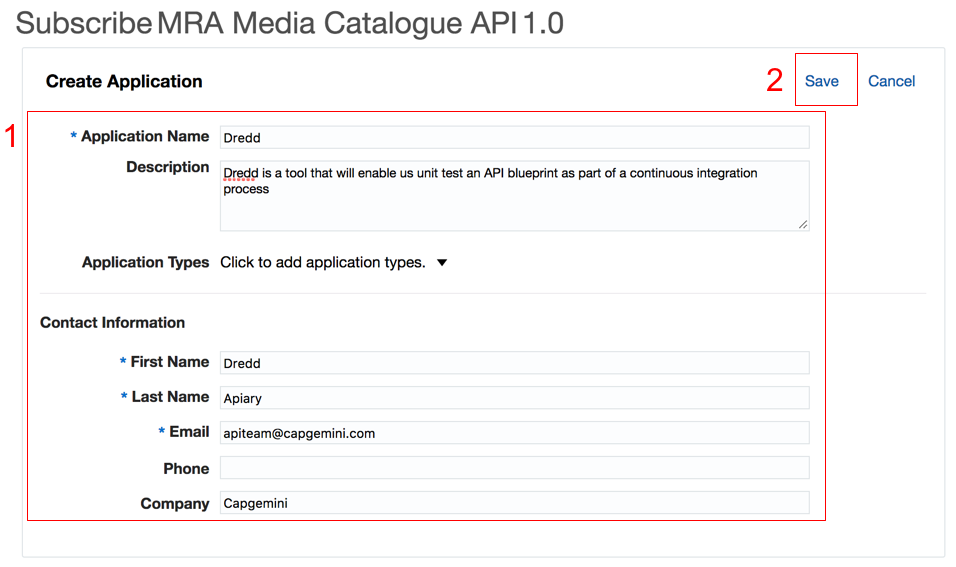 Subscribe MRA Media Catalogue API 1.0
Create Application
2
Save
Cancel
1
* Application Name
Dredd
Description
Dredd is a tool that will enable us unit test an API blueprint as part of a continuous integration
process
Application Types
Click to add application types.
Contact Information
* First Name
Dredd
* Last Name
Apiary
* Email
apiteam@capgemini.com
Phone
Company
Capgemini